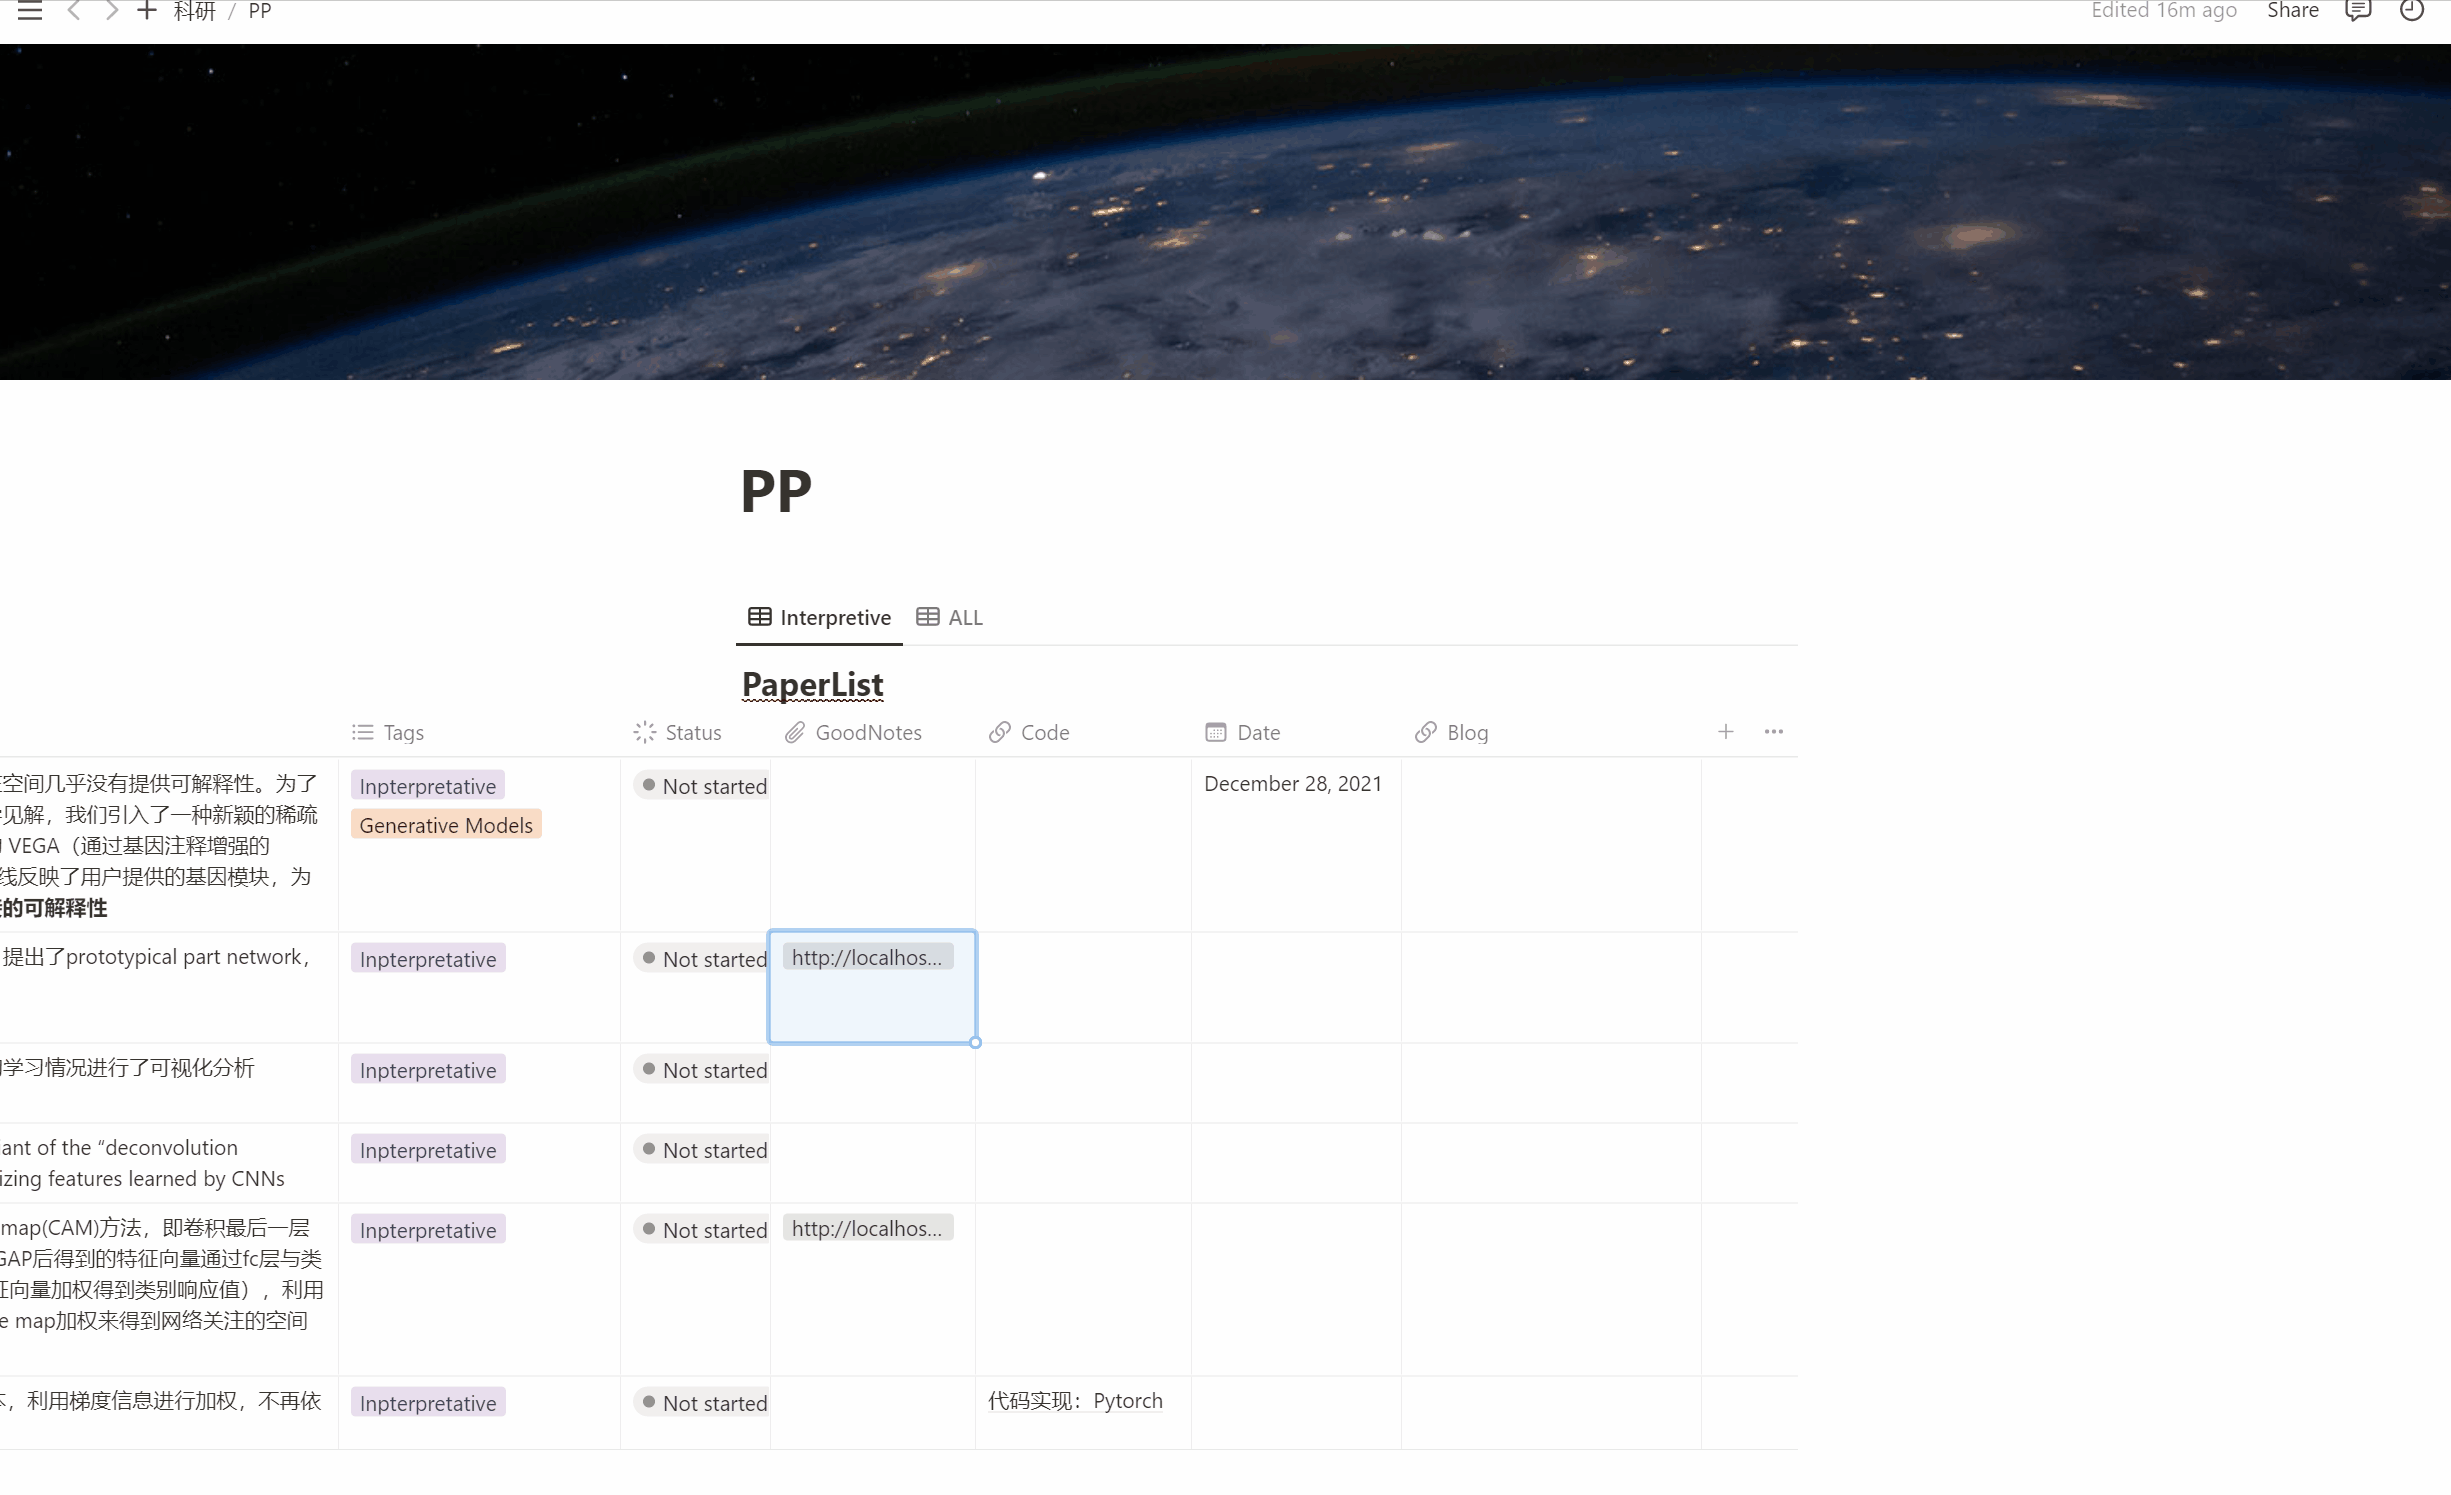 科研 / PP
Edited 16m ago Share
PP
Interpretive ALL
PaperList
Tags Status GoodNotes Code Date Blog
空间几乎没有提供可解释性。为了
见解，我们引入了一种新颖的稀疏
VEGA（通过基因注释增强的
线反映了用户提供的基因模块，为
的可解释性
Inpterpretative
Generative Models
Not started
December 28, 2021
提出了prototypical part network，
Inpterpretative
Not started
http://localhos...
学习情况进行了可视化分析
Inpterpretative
Not started
iant of the “deconvolution
izing features learned by CNNs
Inpterpretative
Not started
map(CAM)方法，即卷积最后一层
GAP后得到的特征向量通过fc层与类
向量加权得到类别响应值），利用
e map加权来得到网络关注的空间
Inpterpretative
Not started
http://localhos...
，利用梯度信息进行加权，不再依
Inpterpretative
Not started
代码实现：Pytorch